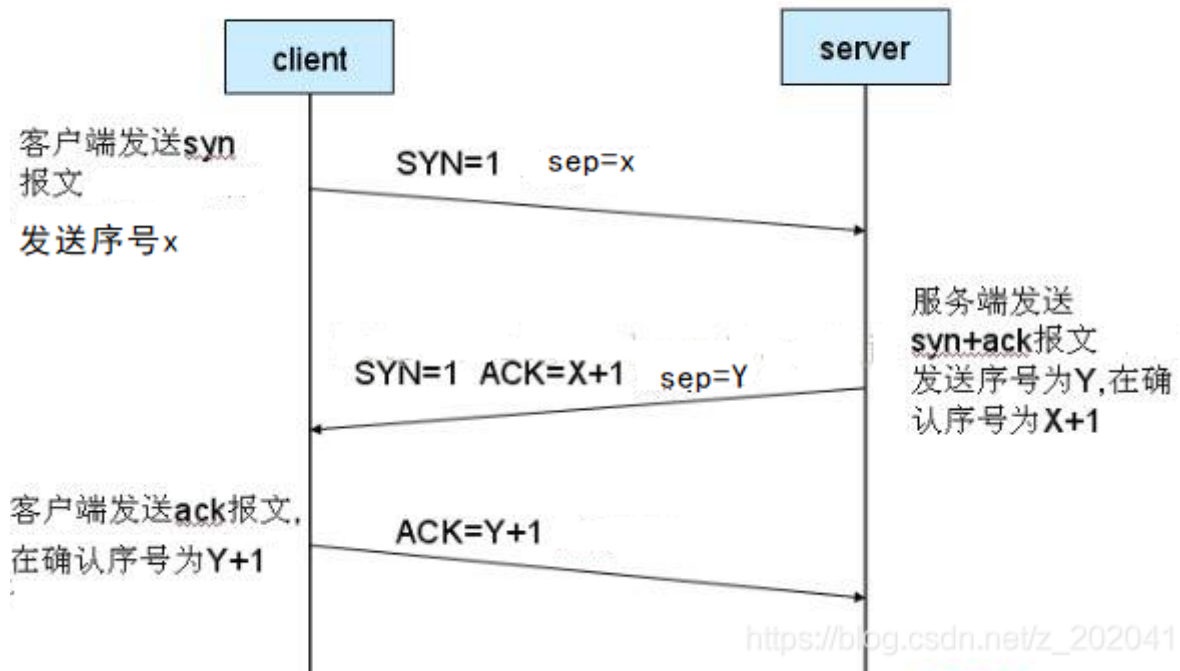 client
server
客户端发送syn
报文
发送序号x
SYN=1 sep=x
服务端发送
syn+ack报文
发送序号为Y,在确
认序号为X+1
SYN=1 ACK=X+1 sep=Y
客户端发送ack报文,
在确认序号为Y+1
ACK=Y+1
https://blog.csdn.net/z_202041